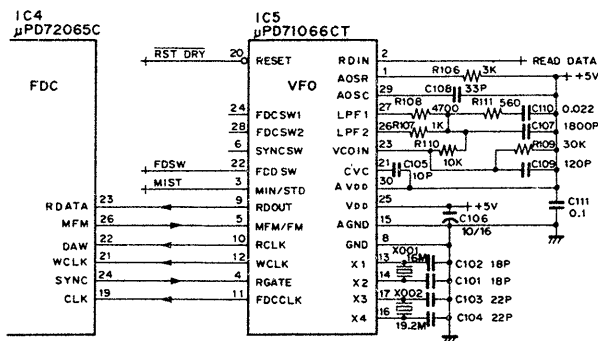 IC4
μPD72065C
FDC
IC5
μPD71066CT
VFO
RST DRY 20 RESET
24 FDCSW1
28 FDCSW2
6 SYNCSW
FDSW 22 FDDSW
MIST 3 MIN/STD
RDATA 23 9 RDOUT
MFM 26 5 MFM/FM
DAW 22 10 RCLK
WCLK 21 12 WCLK
SYNC 24 4 RGATE
CLK 19 11 FDCCLK
RDIN 2 READ DATA
AOSR 1 R106 3K +5V
AOSC 29 C108 33P
LPF1 27 R108 4700 R111 560 C110 0.022
LPF2 26 R107 1K C107 1800P
VCOIN 23 R110 10K R109 30K
CVC 21 C105 10P C109 120P
AVDD 30
VDD 25 +5V C111 0.1
AGND 15 C106 10/16
GND 8
X1 13 X001 16M C102 18P
X2 14 C101 18P
X3 17 X002 C103 22P
X4 16 19.2M C104 22P